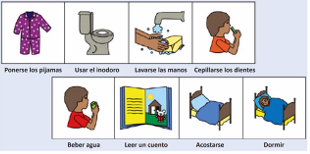 Ponerse los pijamas Usar el inodoro Lavarse las manos Cepillarse los dientes
Beber agua Leer un cuento Acostarse Dormir